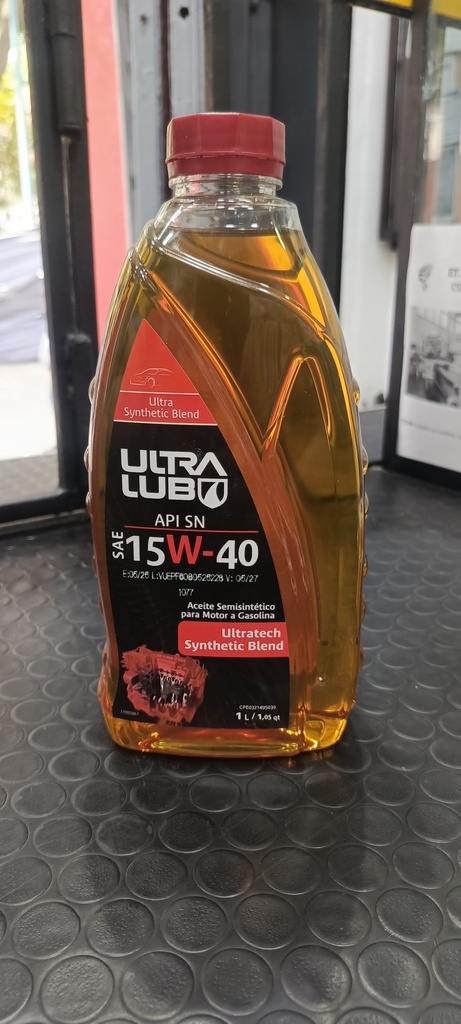 Ultra
Synthetic Blend
ULTRA
LUB
API SN
SAE 15W-40
1077
Aceite Semisintético
para Motor a Gasolina
Ultratech
Synthetic Blend
1 L / 1,05 qt